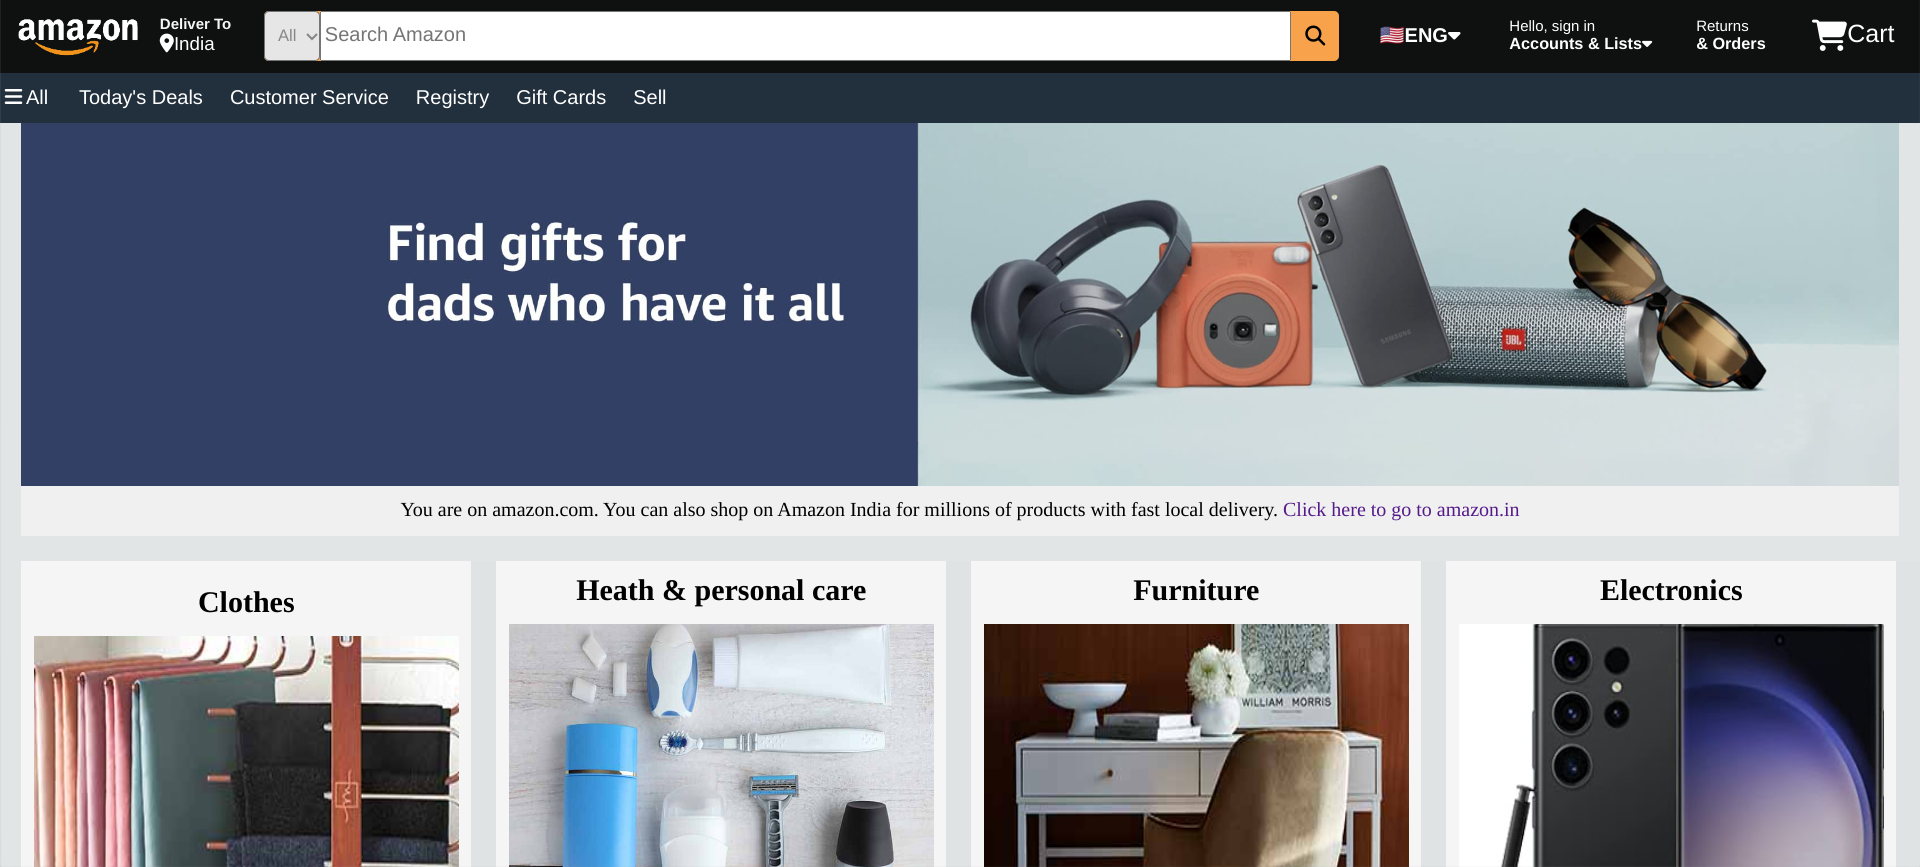 amazon
Deliver To
India
All
Search Amazon
ENG
Hello, sign in
Accounts & Lists
Returns
& Orders
Cart
All
Today's Deals
Customer Service
Registry
Gift Cards
Sell
Find gifts for
dads who have it all
SAMSUNG
JBL
You are on amazon.com. You can also shop on Amazon India for millions of products with fast local delivery. Click here to go to amazon.in
Clothes
Heath & personal care
Furniture
Electronics
WILLIAM MORRIS